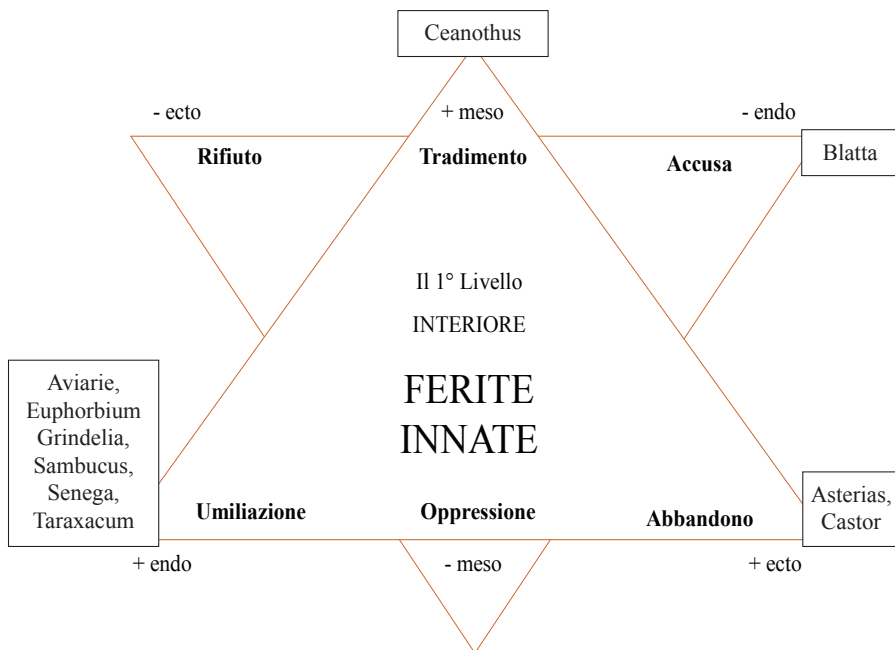 Ceanothus
- ecto
+ meso
- endo
Rifiuto
Tradimento
Accusa
Blatta
Il 1° Livello
INTERIORE
FERITE
INNATE
Aviarie,
Euphorbium
Grindelia,
Sambucus,
Senega,
Taraxacum
Umiliazione
Oppressione
Abbandono
Asterias,
Castor
+ endo
- meso
+ ecto